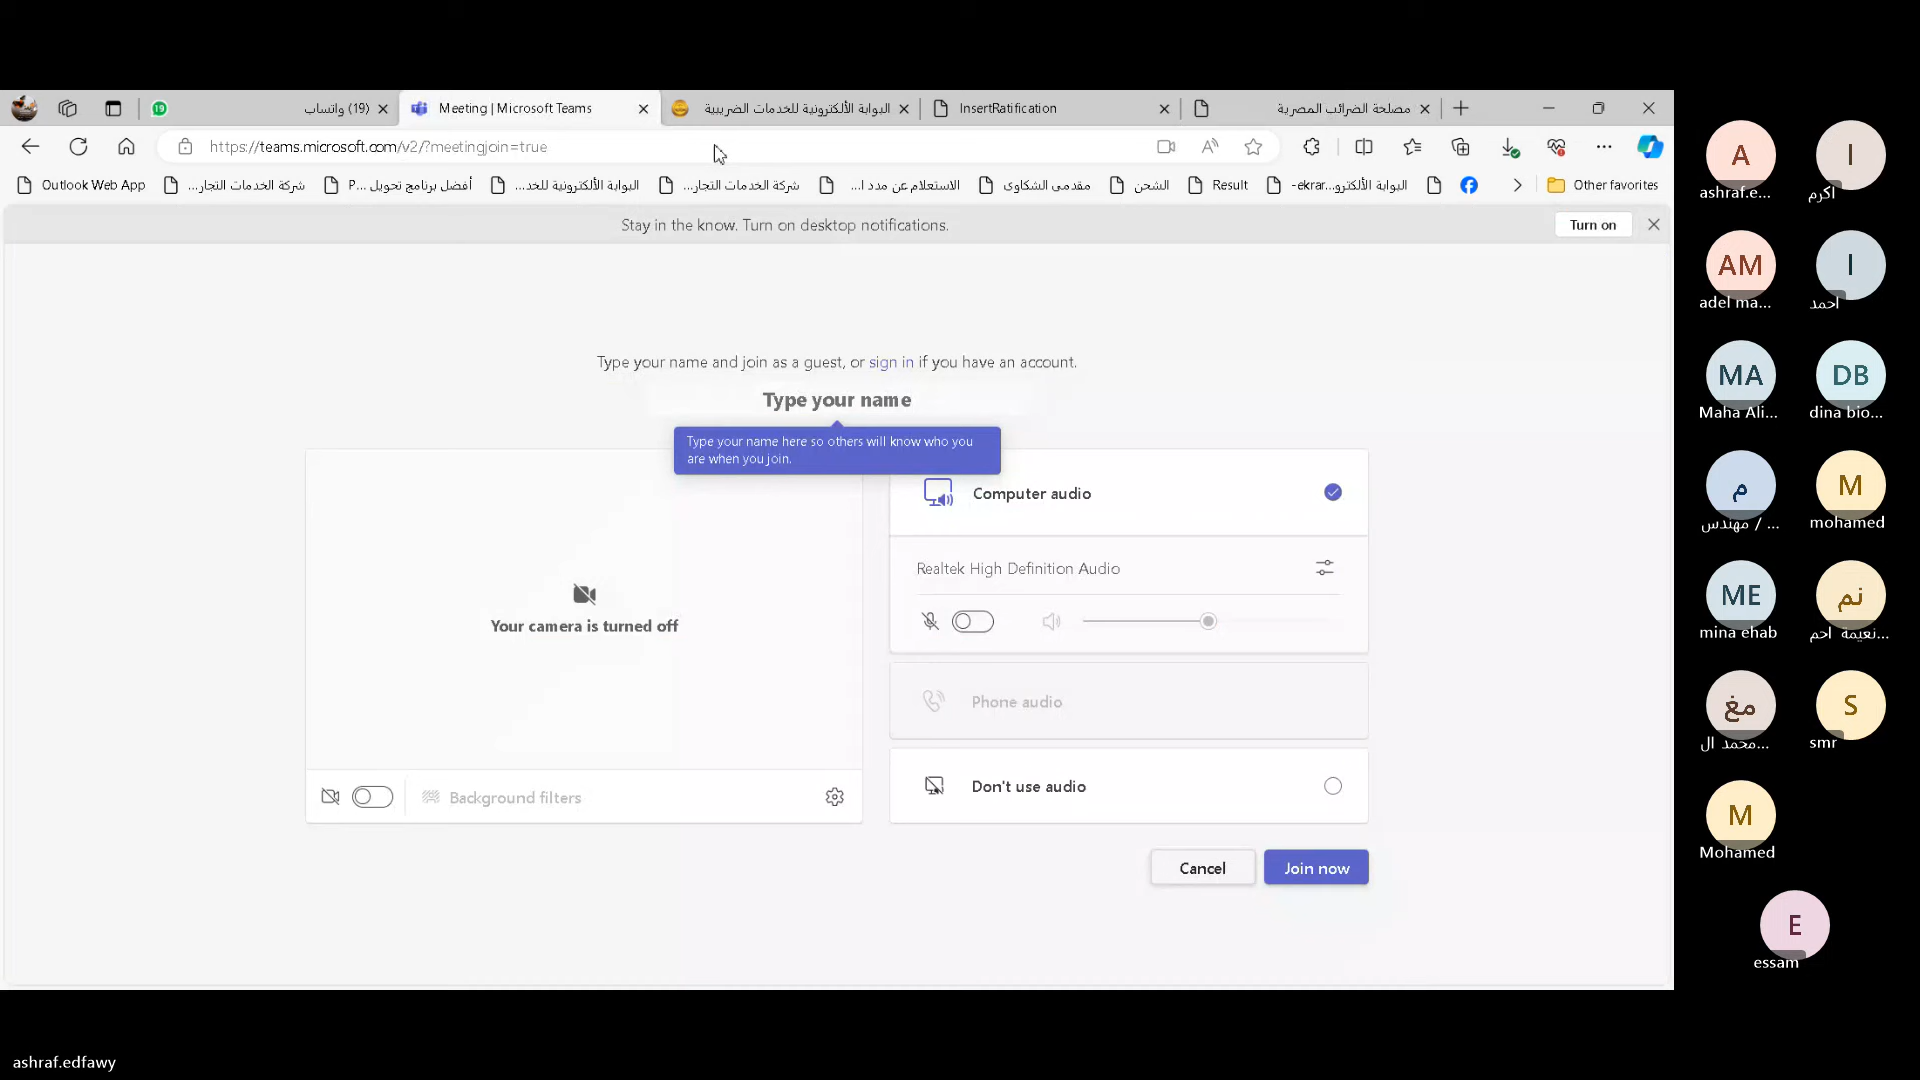 19
(19) واتساب
Meeting | Microsoft Teams
البوابة الألكترونية للخدمات الضريبية
InsertRatification
مصلحة الضرائب المصرية
https://teams.microsoft.com/v2/?meetingjoin=true
Outlook Web App
شركة الخدمات التجار...
شركة الخدمات التجار...
أفضل برنامج تحويل P...
البوابة الألكترونية للخد...
شركة الخدمات التجار...
الاستعلام عن مدد ا...
مقدمى الشكاوى
الشحن
Result
البوابة الألكترو...ekrar-
Other favorites
Stay in the know. Turn on desktop notifications.
Turn on
Type your name and join as a guest, or sign in if you have an account.
Type your name
Type your name here so others will know who you
are when you join.
Computer audio
Realtek High Definition Audio
Your camera is turned off
Phone audio
Background filters
Don't use audio
Cancel
Join now
A
ashraf.e...
I
اكرم
AM
adel ma...
I
احمد
MA
Maha Ali...
DB
dina bio...
م
مهندس / ...
M
mohamed
ME
mina ehab
نم
نعيمة احم...
مغ
محمد ال...
S
smr
M
Mohamed
E
essam
ashraf.edfawy